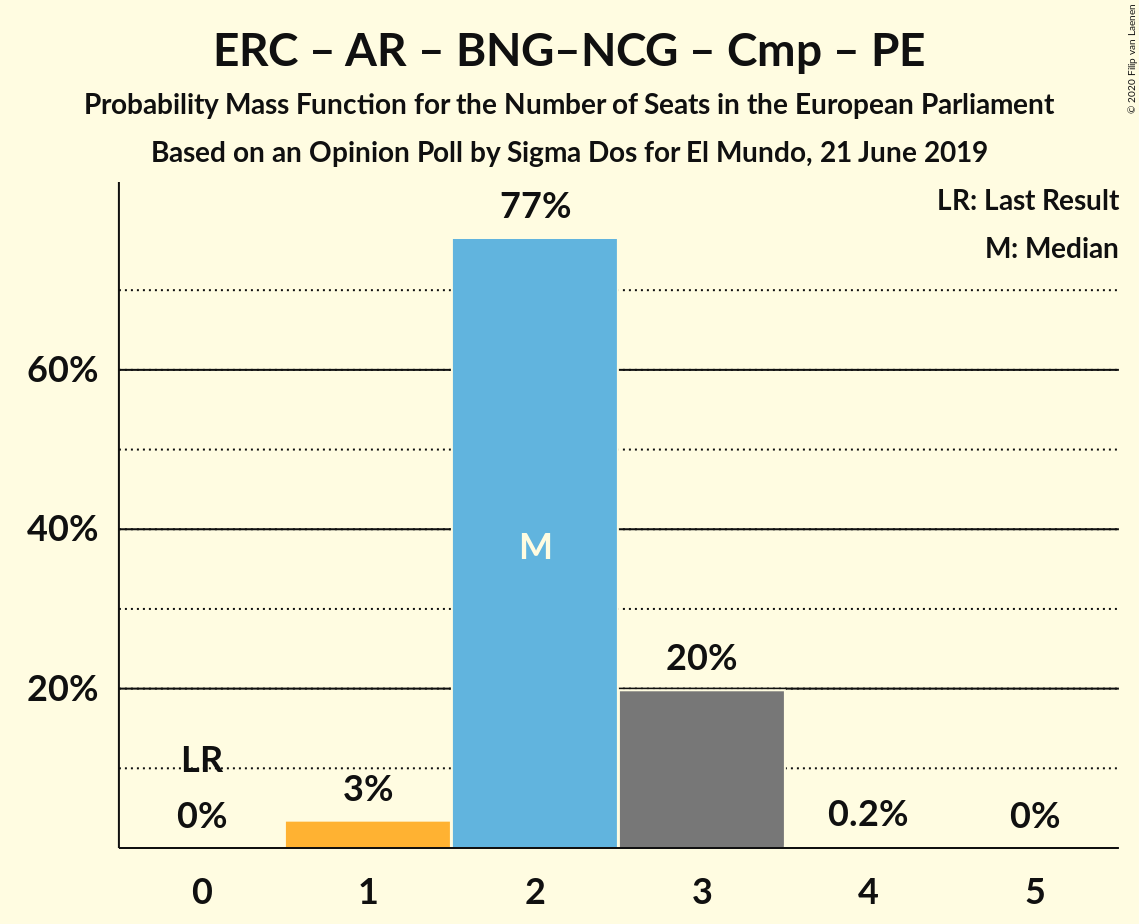 ERC – AR – BNG–NCG – Cmp – PE
Probability Mass Function for the Number of Seats in the European Parliament
Based on an Opinion Poll by Sigma Dos for El Mundo, 21 June 2019
© 2020 Filip van Laenen
LR: Last Result
M: Median
77%
60%
40%
M
20%
20%
LR
3%
0%
0.2%
0%
0 1 2 3 4 5